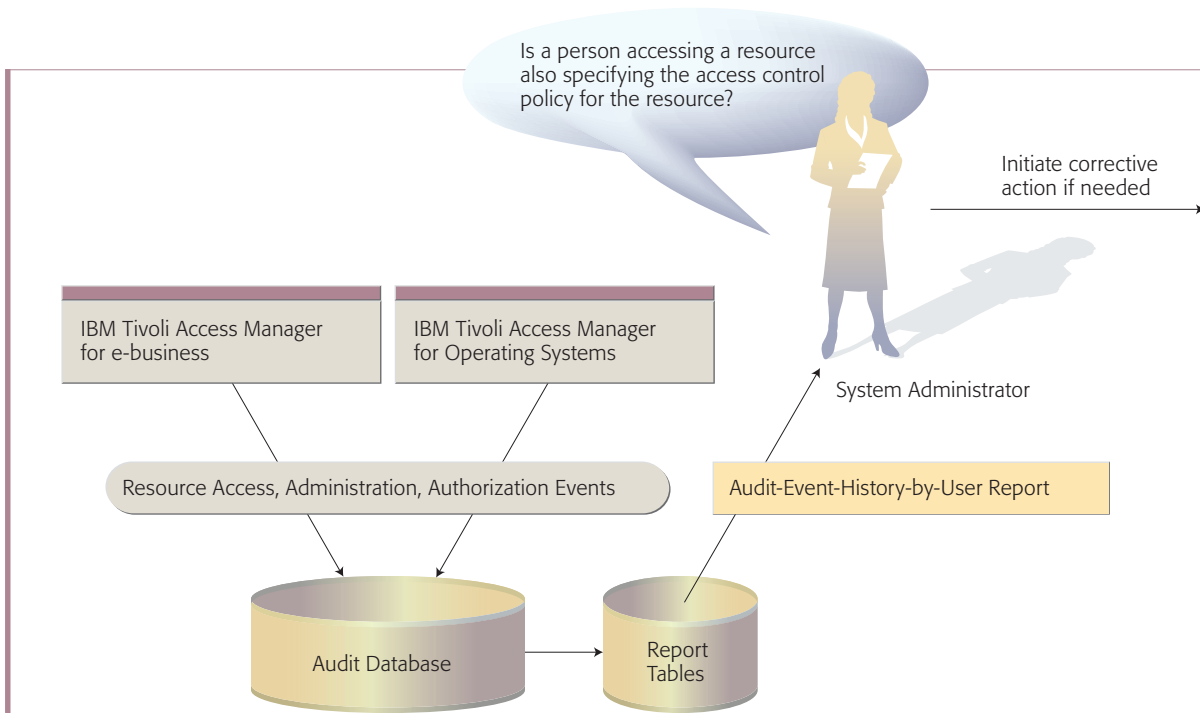 Is a person accessing a resource
also specifying the access control
policy for the resource?
Initiate corrective
action if needed
IBM Tivoli Access Manager
for e-business
IBM Tivoli Access Manager
for Operating Systems
System Administrator
Resource Access, Administration, Authorization Events
Audit-Event-History-by-User Report
Audit Database
Report
Tables